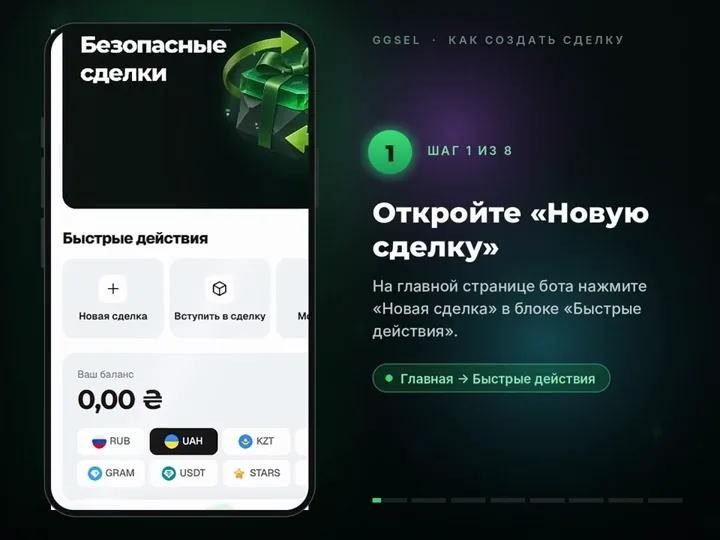 Безопасные
сделки
Быстрые действия
Новая сделка
Вступить в сделку
Ваш баланс
0,00 ₴
RUB
UAH
KZT
GRAM
USDT
STARS
GGSEL · КАК СОЗДАТЬ СДЕЛКУ
1
ШАГ 1 ИЗ 8
Откройте «Новую
сделку»
На главной странице бота нажмите
«Новая сделка» в блоке «Быстрые
действия».
Главная → Быстрые действия